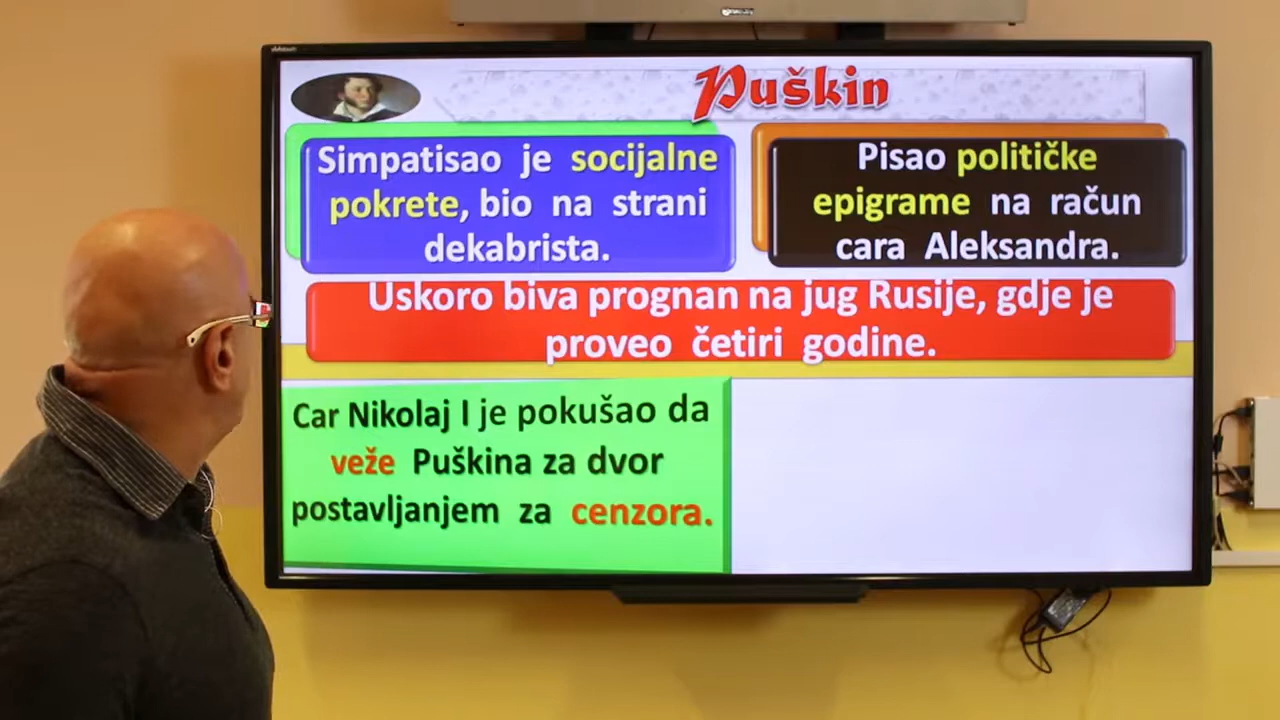 Puškin
Simpatisao je socijalne
pokrete, bio na strani
dekabrista.
Pisao političke
epigrame na račun
cara Aleksandra.
Uskoro biva prognan na jug Rusije, gdje je
proveo četiri godine.
Car Nikolaj I je pokušao da
veže Puškina za dvor
postavljanjem za cenzora.